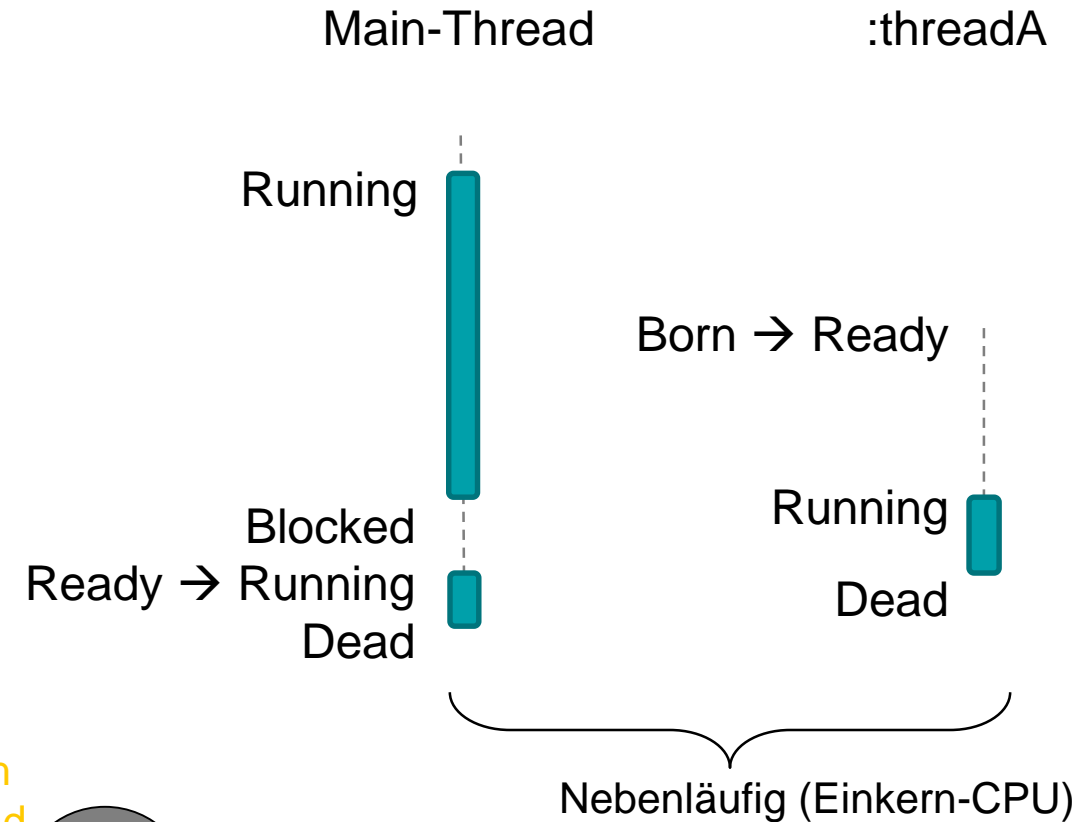 Main-Thread
:threadA
Running
Born → Ready
Running
Blocked
Ready → Running
Dead
Dead
Nebenläufig (Einkern-CPU)